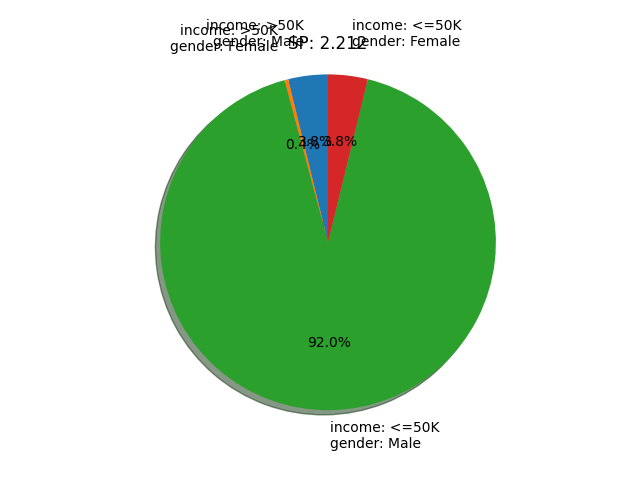 income: >50K
gender: Male
income: >50K
gender: Female
SP: 2.212
income: <=50K
gender: Female
3.8%
0.4%
3.8%
92.0%
income: <=50K
gender: Male